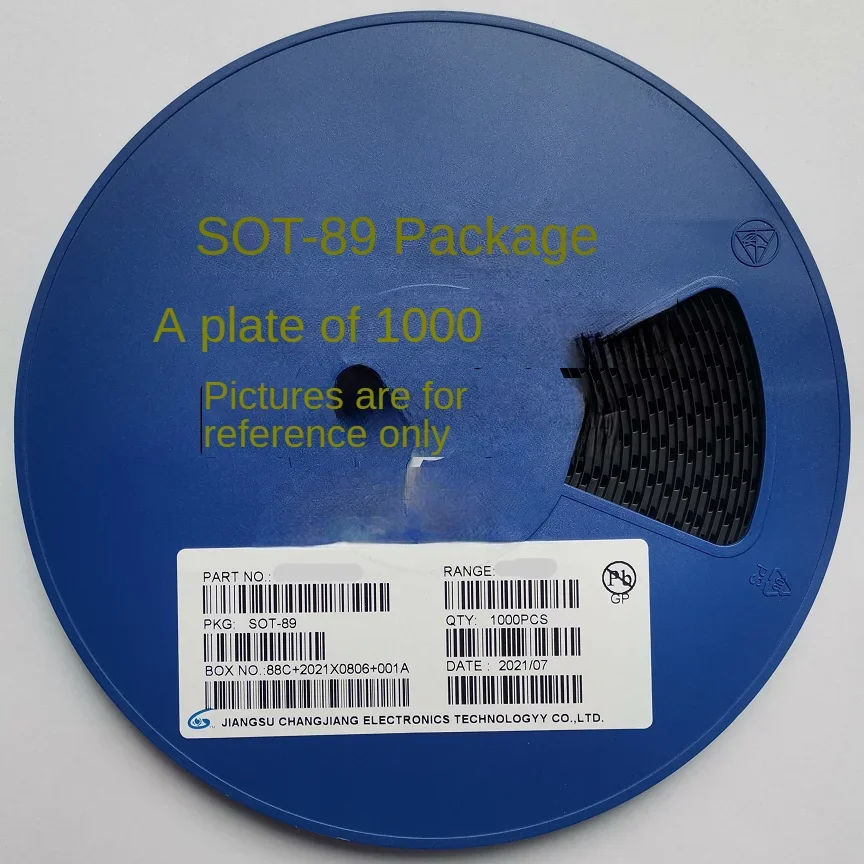 SOT-89 Package
A plate of 1000
Pictures are for
reference only
PART NO.:
RANGE:
Pb
GP
PKG: SOT-89
QTY: 1000PCS
BOX NO.:88C+2021X0806+001A
DATE : 2021/07
JIANGSU CHANGJIANG ELECTRONICS TECHNOLOGYY CO.,LTD.